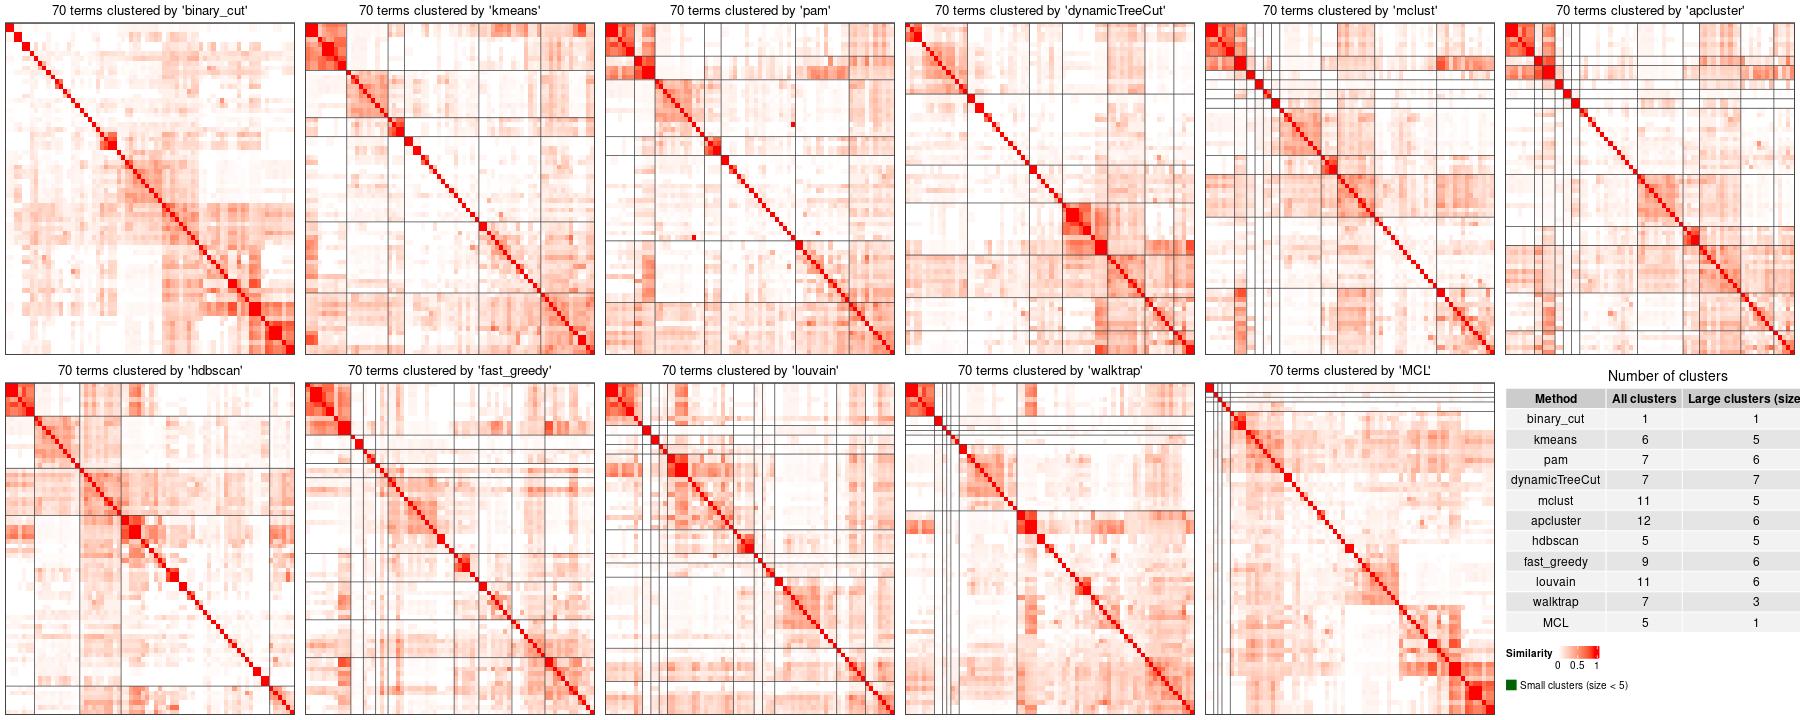 70 terms clustered by 'binary_cut'
70 terms clustered by 'kmeans'
70 terms clustered by 'pam'
70 terms clustered by 'dynamicTreeCut'
70 terms clustered by 'mclust'
70 terms clustered by 'apcluster'
70 terms clustered by 'hdbscan'
70 terms clustered by 'fast_greedy'
70 terms clustered by 'louvain'
70 terms clustered by 'walktrap'
70 terms clustered by 'MCL'
Number of clusters
Method All clusters Large clusters (size
binary_cut 1 1
kmeans 6 5
pam 7 6
dynamicTreeCut 7 7
mclust 11 5
apcluster 12 6
hdbscan 5 5
fast_greedy 9 6
louvain 11 6
walktrap 7 3
MCL 5 1
Similarity
0 0.5 1
Small clusters (size < 5)